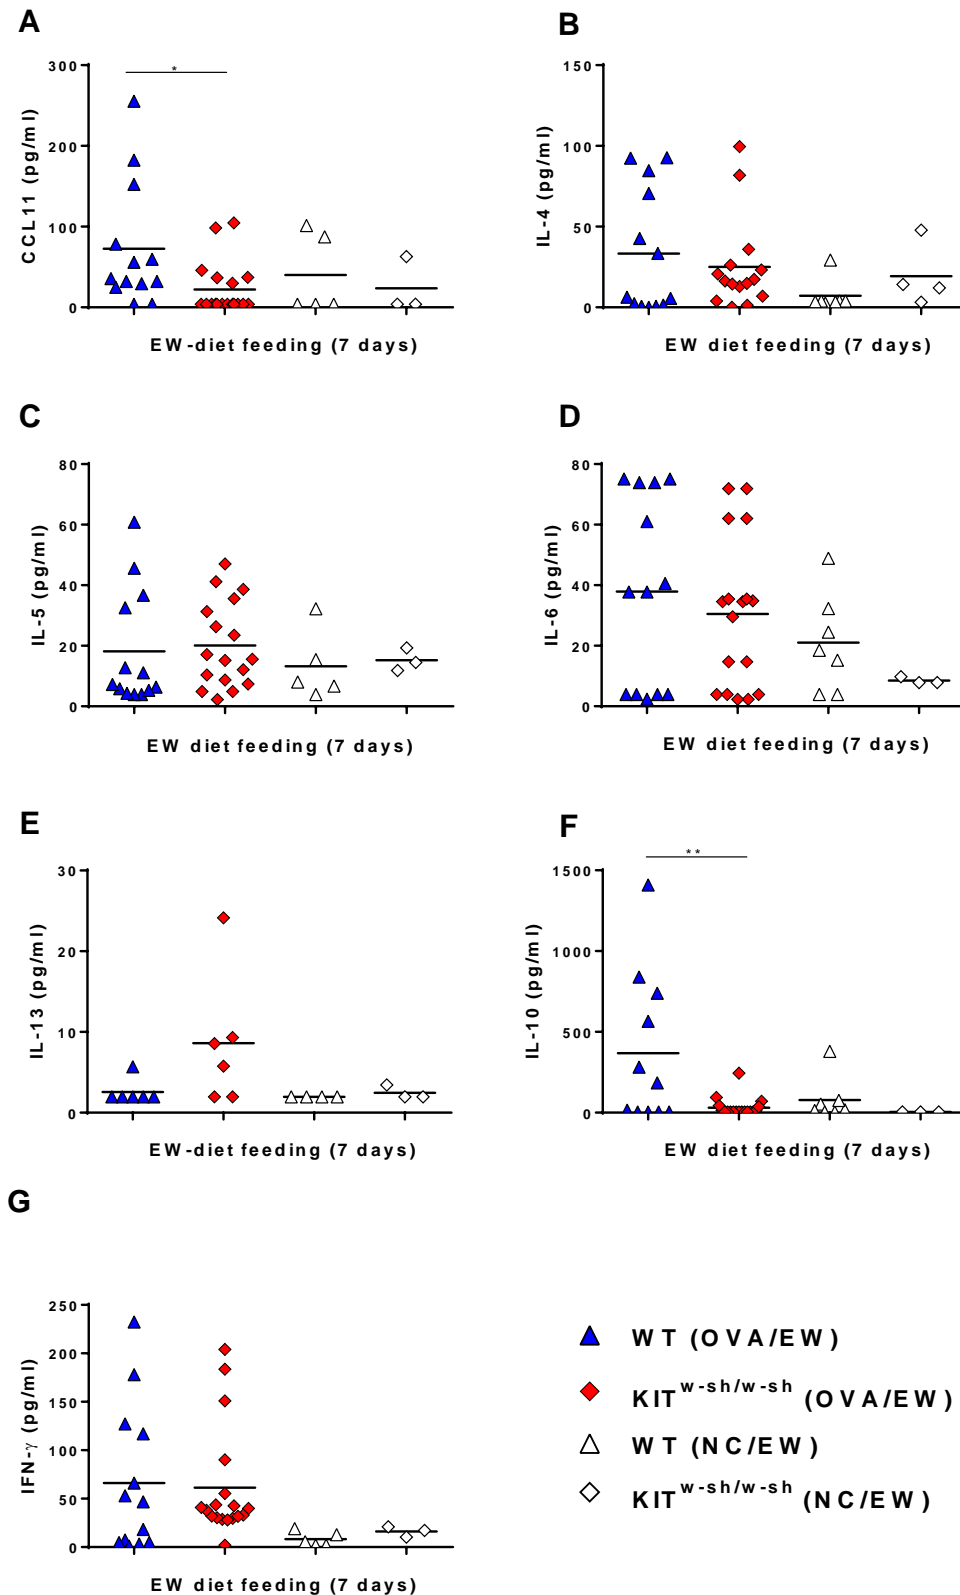 A
CCL11 (pg/ml)
300
200
100
0
*
EW-diet feeding (7 days)
B
IL-4 (pg/ml)
150
100
50
0
EW diet feeding (7 days)
C
IL-5 (pg/ml)
80
60
40
20
0
EW diet feeding (7 days)
D
IL-6 (pg/ml)
80
60
40
20
0
EW diet feeding (7 days)
E
IL-13 (pg/ml)
30
20
10
0
EW-diet feeding (7 days)
F
IL-10 (pg/ml)
1500
1000
500
0
**
EW diet feeding (7 days)
G
IFN-γ (pg/ml)
250
200
150
100
50
0
EW diet feeding (7 days)
WT (OVA/EW)
KIT w-sh/w-sh (OVA/EW)
WT (NC/EW)
KIT w-sh/w-sh (NC/EW)